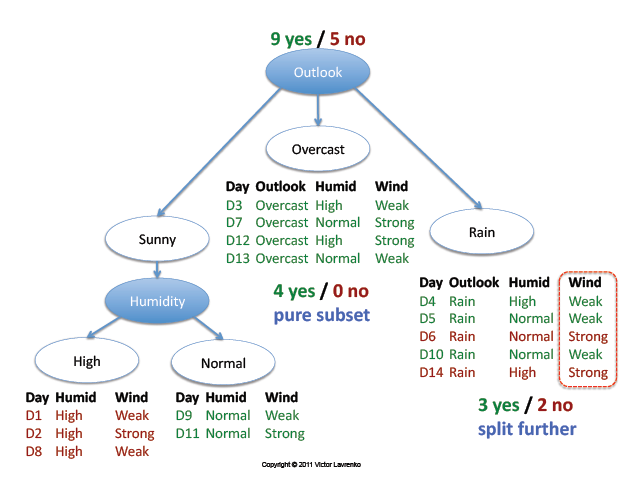 9 yes / 5 no
Outlook
Overcast
Day Outlook Humid Wind
D3 Overcast High Weak
D7 Overcast Normal Strong
D12 Overcast High Strong
D13 Overcast Normal Weak
4 yes / 0 no
pure subset
Sunny
Humidity
High
Day Humid Wind
D1 High Weak
D2 High Strong
D8 High Weak
Normal
Day Humid Wind
D9 Normal Weak
D11 Normal Strong
Rain
Day Outlook Humid Wind
D4 Rain High Weak
D5 Rain Normal Weak
D6 Rain Normal Strong
D10 Rain Normal Weak
D14 Rain High Strong
3 yes / 2 no
split further
Copyright © 2011 Victor Lavrenko